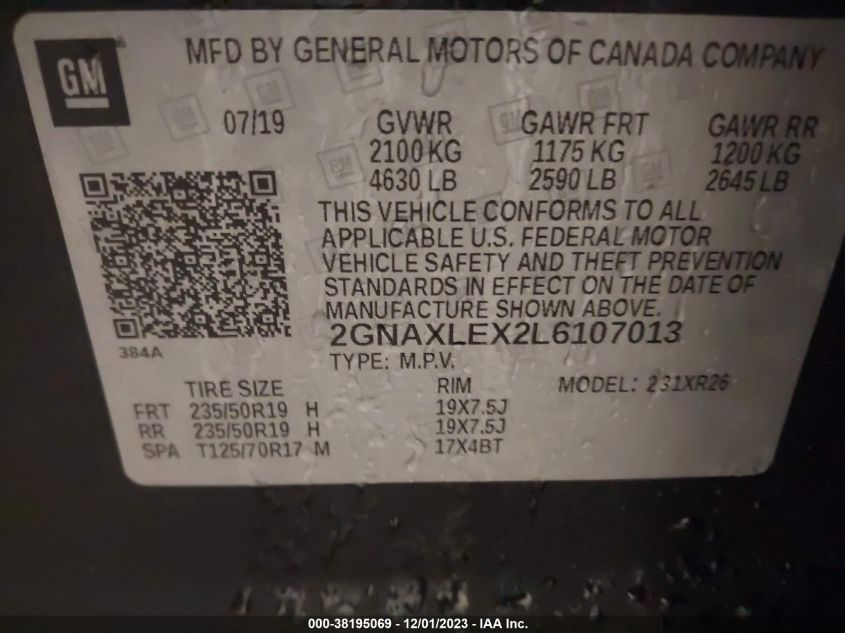 GM
MFD BY GENERAL MOTORS OF CANADA COMPANY
07/19 GVWR GAWR FRT GAWR RR
2100 KG 1175 KG 1200 KG
4630 LB 2590 LB 2645 LB
THIS VEHICLE CONFORMS TO ALL
APPLICABLE U.S. FEDERAL MOTOR
VEHICLE SAFETY AND THEFT PREVENTION
STANDARDS IN EFFECT ON THE DATE OF
MANUFACTURE SHOWN ABOVE.
2GNAXLEX2L6107013
384A
TYPE: M.P.V.
TIRE SIZE RIM MODEL: 231XR26
FRT 235/50R19 H 19X7.5J
RR 235/50R19 H 19X7.5J
SPA T125/70R17 M 17X4BT
000-38195069 - 12/01/2023 - IAA Inc.